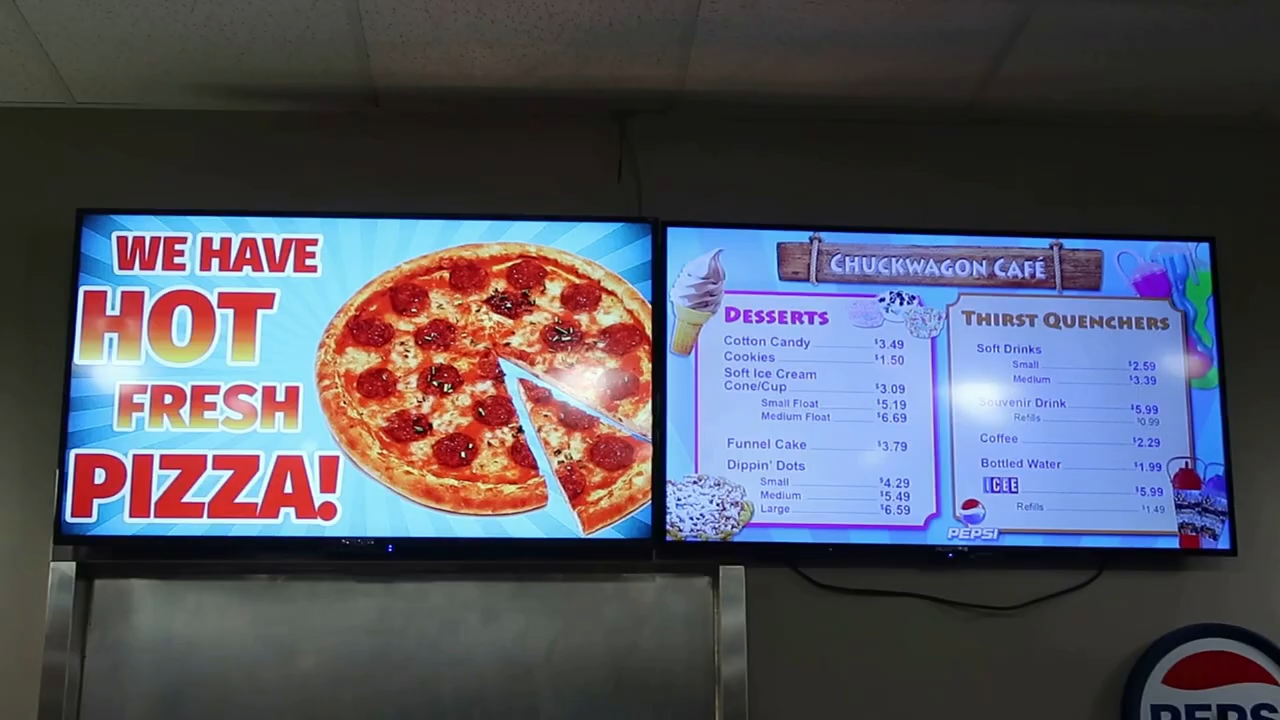 WE HAVE
HOT
FRESH
PIZZA!
CHUCKWAGON CAFÉ
DESSERTS
Cotton Candy $3.49
Cookies $1.50
Soft Ice Cream
Cone/Cup $3.09
Small Float $5.19
Medium Float $6.69
Funnel Cake $3.79
Dippin' Dots
Small $4.29
Medium $5.49
Large $6.59
THIRST QUENCHERS
Soft Drinks
Small $2.59
Medium $3.39
Souvenir Drink $5.99
Refills $0.99
Coffee $2.29
Bottled Water $1.99
ICEE $5.99
Refills $1.49
PEPSI
PEPS